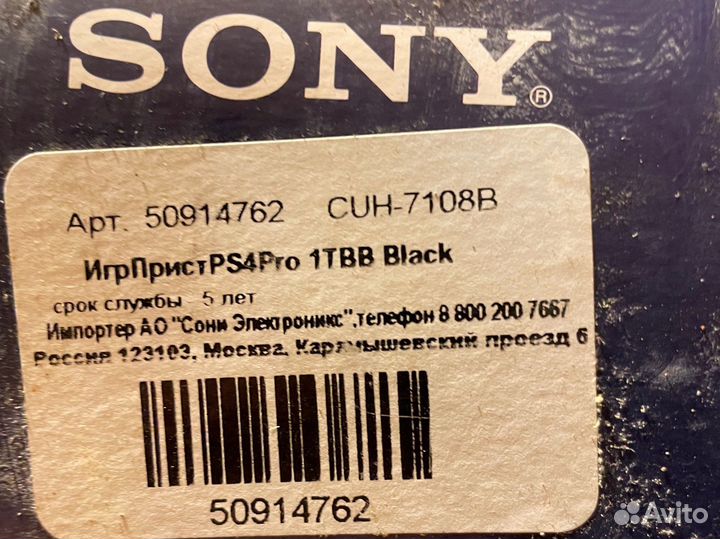 SONY®
Арт. 50914762 CUH-7108B
ИгрПристPS4Pro 1TBB Black
срок службы 5 лет
Импортер АО "Сони Электроникс",телефон 8 800 200 7667
Россия 123103, Москва, Карамышевский проезд 6
50914762
Avito